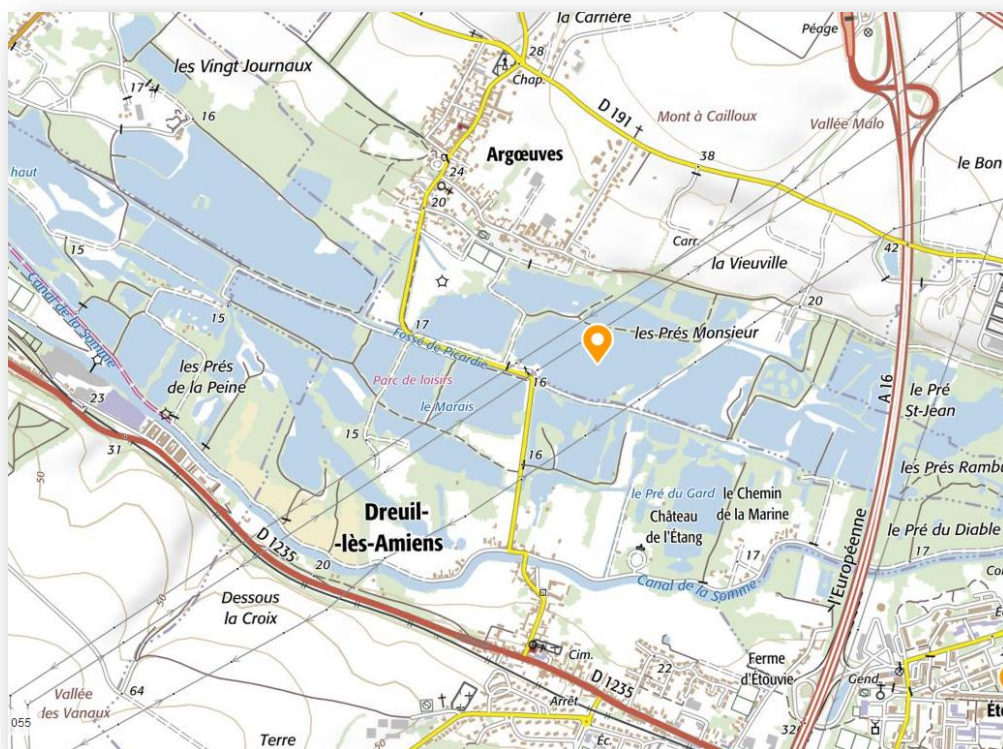 la Carrière
Péage
les Vingt Journaux
28
Chap.
17
16
D 191
Mont à Cailloux
Vallée Malo
Argœuves
38
le Bon
24
20
haut
15
Carr.
42
la Vieuville
20
Canal de la Somme
15
17
les Prés Monsieur
Fossé de Picardie
les Prés
de la Peine
Parc de loisirs
16
A 16
le Pré
St-Jean
23
le Marais
15
31
16
50
les Prés Rambu
le Pré du Gard
le Chemin
de la Marine
Dreuil-
-lès-Amiens
Château
de l'Étang
le Pré du Diable
D 1235
l'Européenne
17
17
20
Canal de la Somme
50
Dessous
la Croix
Cim.
22
Ferme
d'Étouvie
D 1235
Gend.
64
Vallée
des Vanaux
Arrêt
055
32
Éto
Terre
Éc.
50